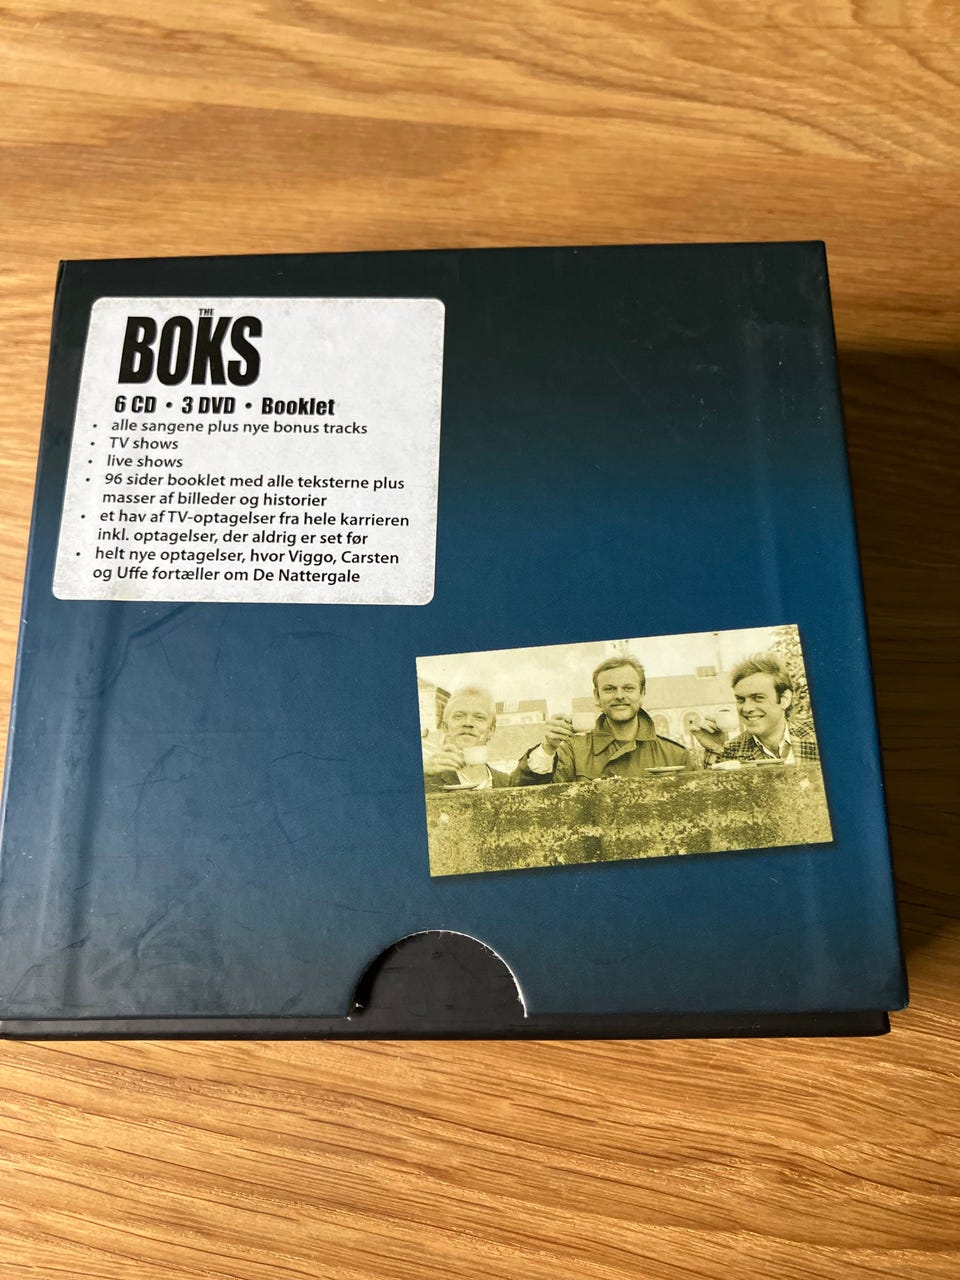 THE
BOKS
6 CD • 3 DVD • Booklet
• alle sangene plus nye bonus tracks
• TV shows
• live shows
• 96 sider booklet med alle teksterne plus
masser af billeder og historier
• et hav af TV-optagelser fra hele karrieren
inkl. optagelser, der aldrig er set før
• helt nye optagelser, hvor Viggo, Carsten
og Uffe fortæller om De Nattergale